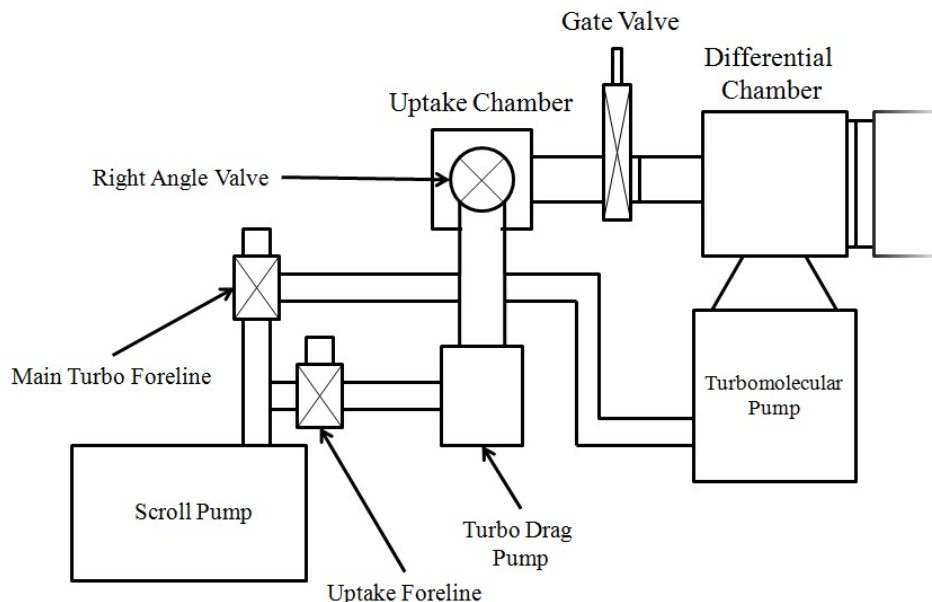 Gate Valve
Differential
Chamber
Uptake Chamber
Right Angle Valve
Main Turbo Foreline
Turbomolecular
Pump
Scroll Pump
Turbo Drag
Pump
Uptake Foreline